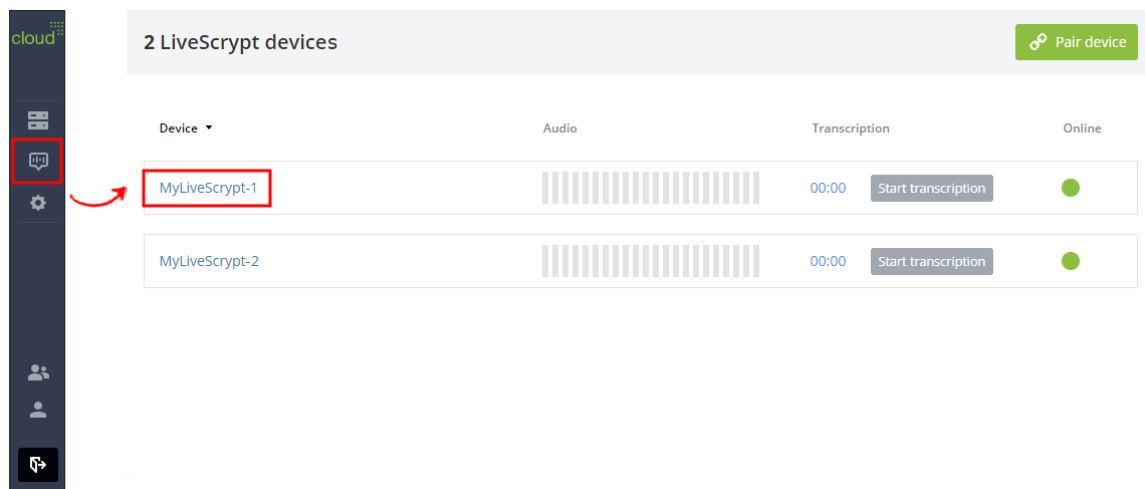 cloud
2 LiveScrypt devices
Pair device
Device Audio Transcription Online
MyLiveScrypt-1 00:00 Start transcription
MyLiveScrypt-2 00:00 Start transcription